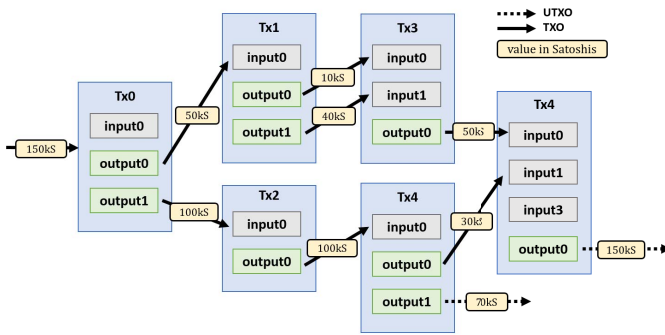 UTXO
TXO
value in Satoshis
Tx1
input0
output0
output1
Tx3
input0
input1
output0
10kS
40kS
Tx0
input0
output0
output1
150kS
50kS
100kS
Tx2
input0
output0
100kS
Tx4
input0
output0
output1
50kS
30kS
70kS
Tx4
input0
input1
input3
output0
150kS